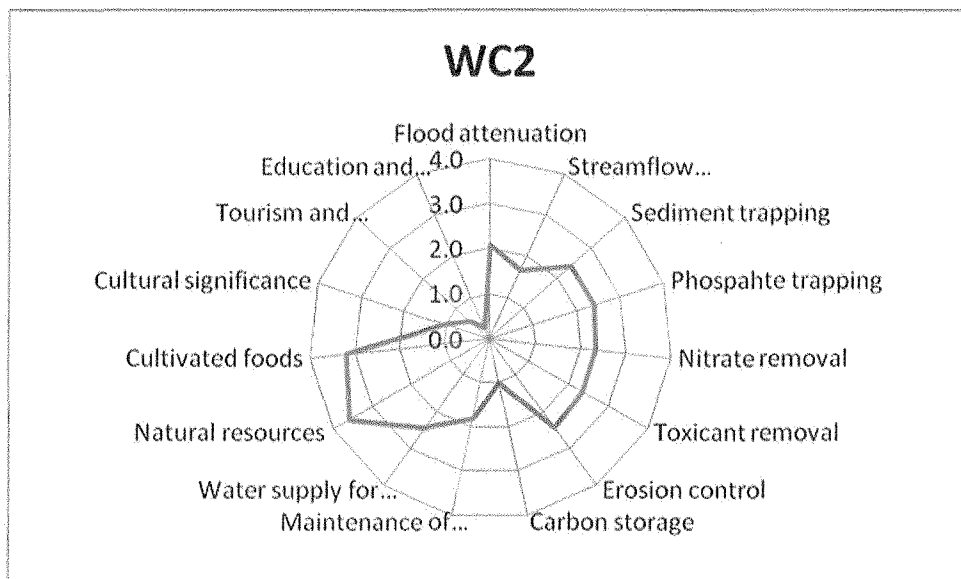 WC2
Flood attenuation
Streamflow...
Sediment trapping
Phospahte trapping
Nitrate removal
Toxicant removal
Erosion control
Carbon storage
Maintenance of...
Water supply for...
Natural resources
Cultivated foods
Cultural significance
Tourism and...
Education and...
4.0
3.0
2.0
1.0
0.0